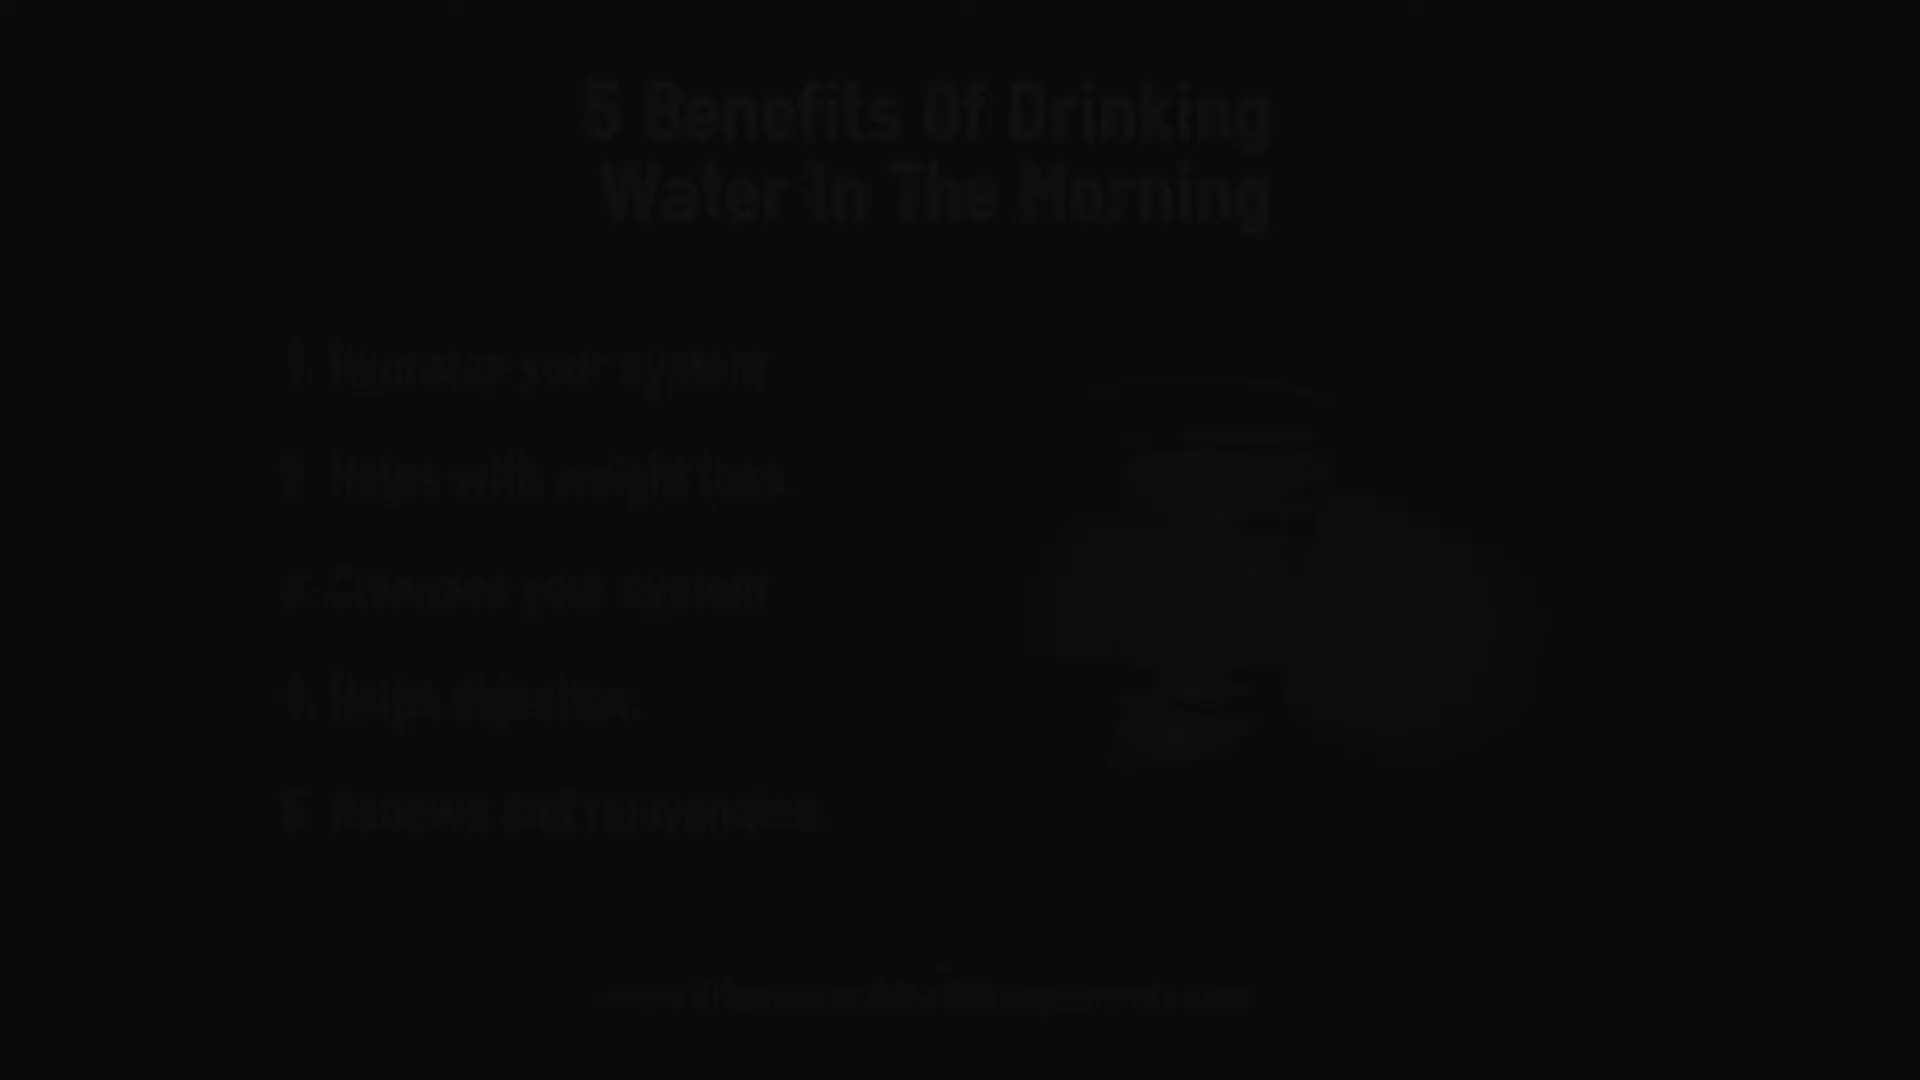 5 Benefits Of Drinking
Water In The Morning
1. Hydrates your system
2. Helps with weight loss.
3. Cleanses your system
4. Helps digestion.
5. Renews and rejuvenates.